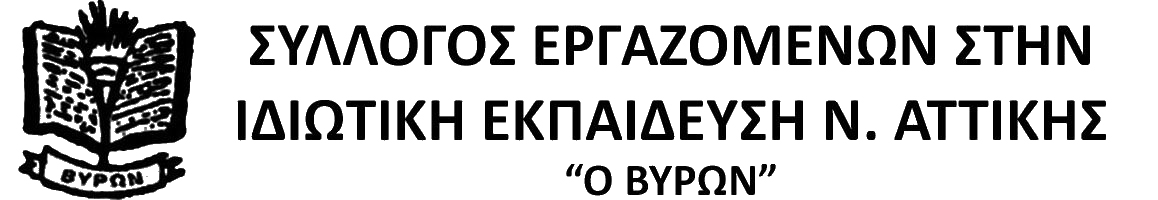 ΣΥΛΛΟΓΟΣ ΕΡΓΑΖΟΜΕΝΩΝ ΣΤΗΝ
ΙΔΙΩΤΙΚΗ ΕΚΠΑΙΔΕΥΣΗ Ν. ΑΤΤΙΚΗΣ
“Ο ΒΥΡΩΝ”
ΒΥΡΩΝ